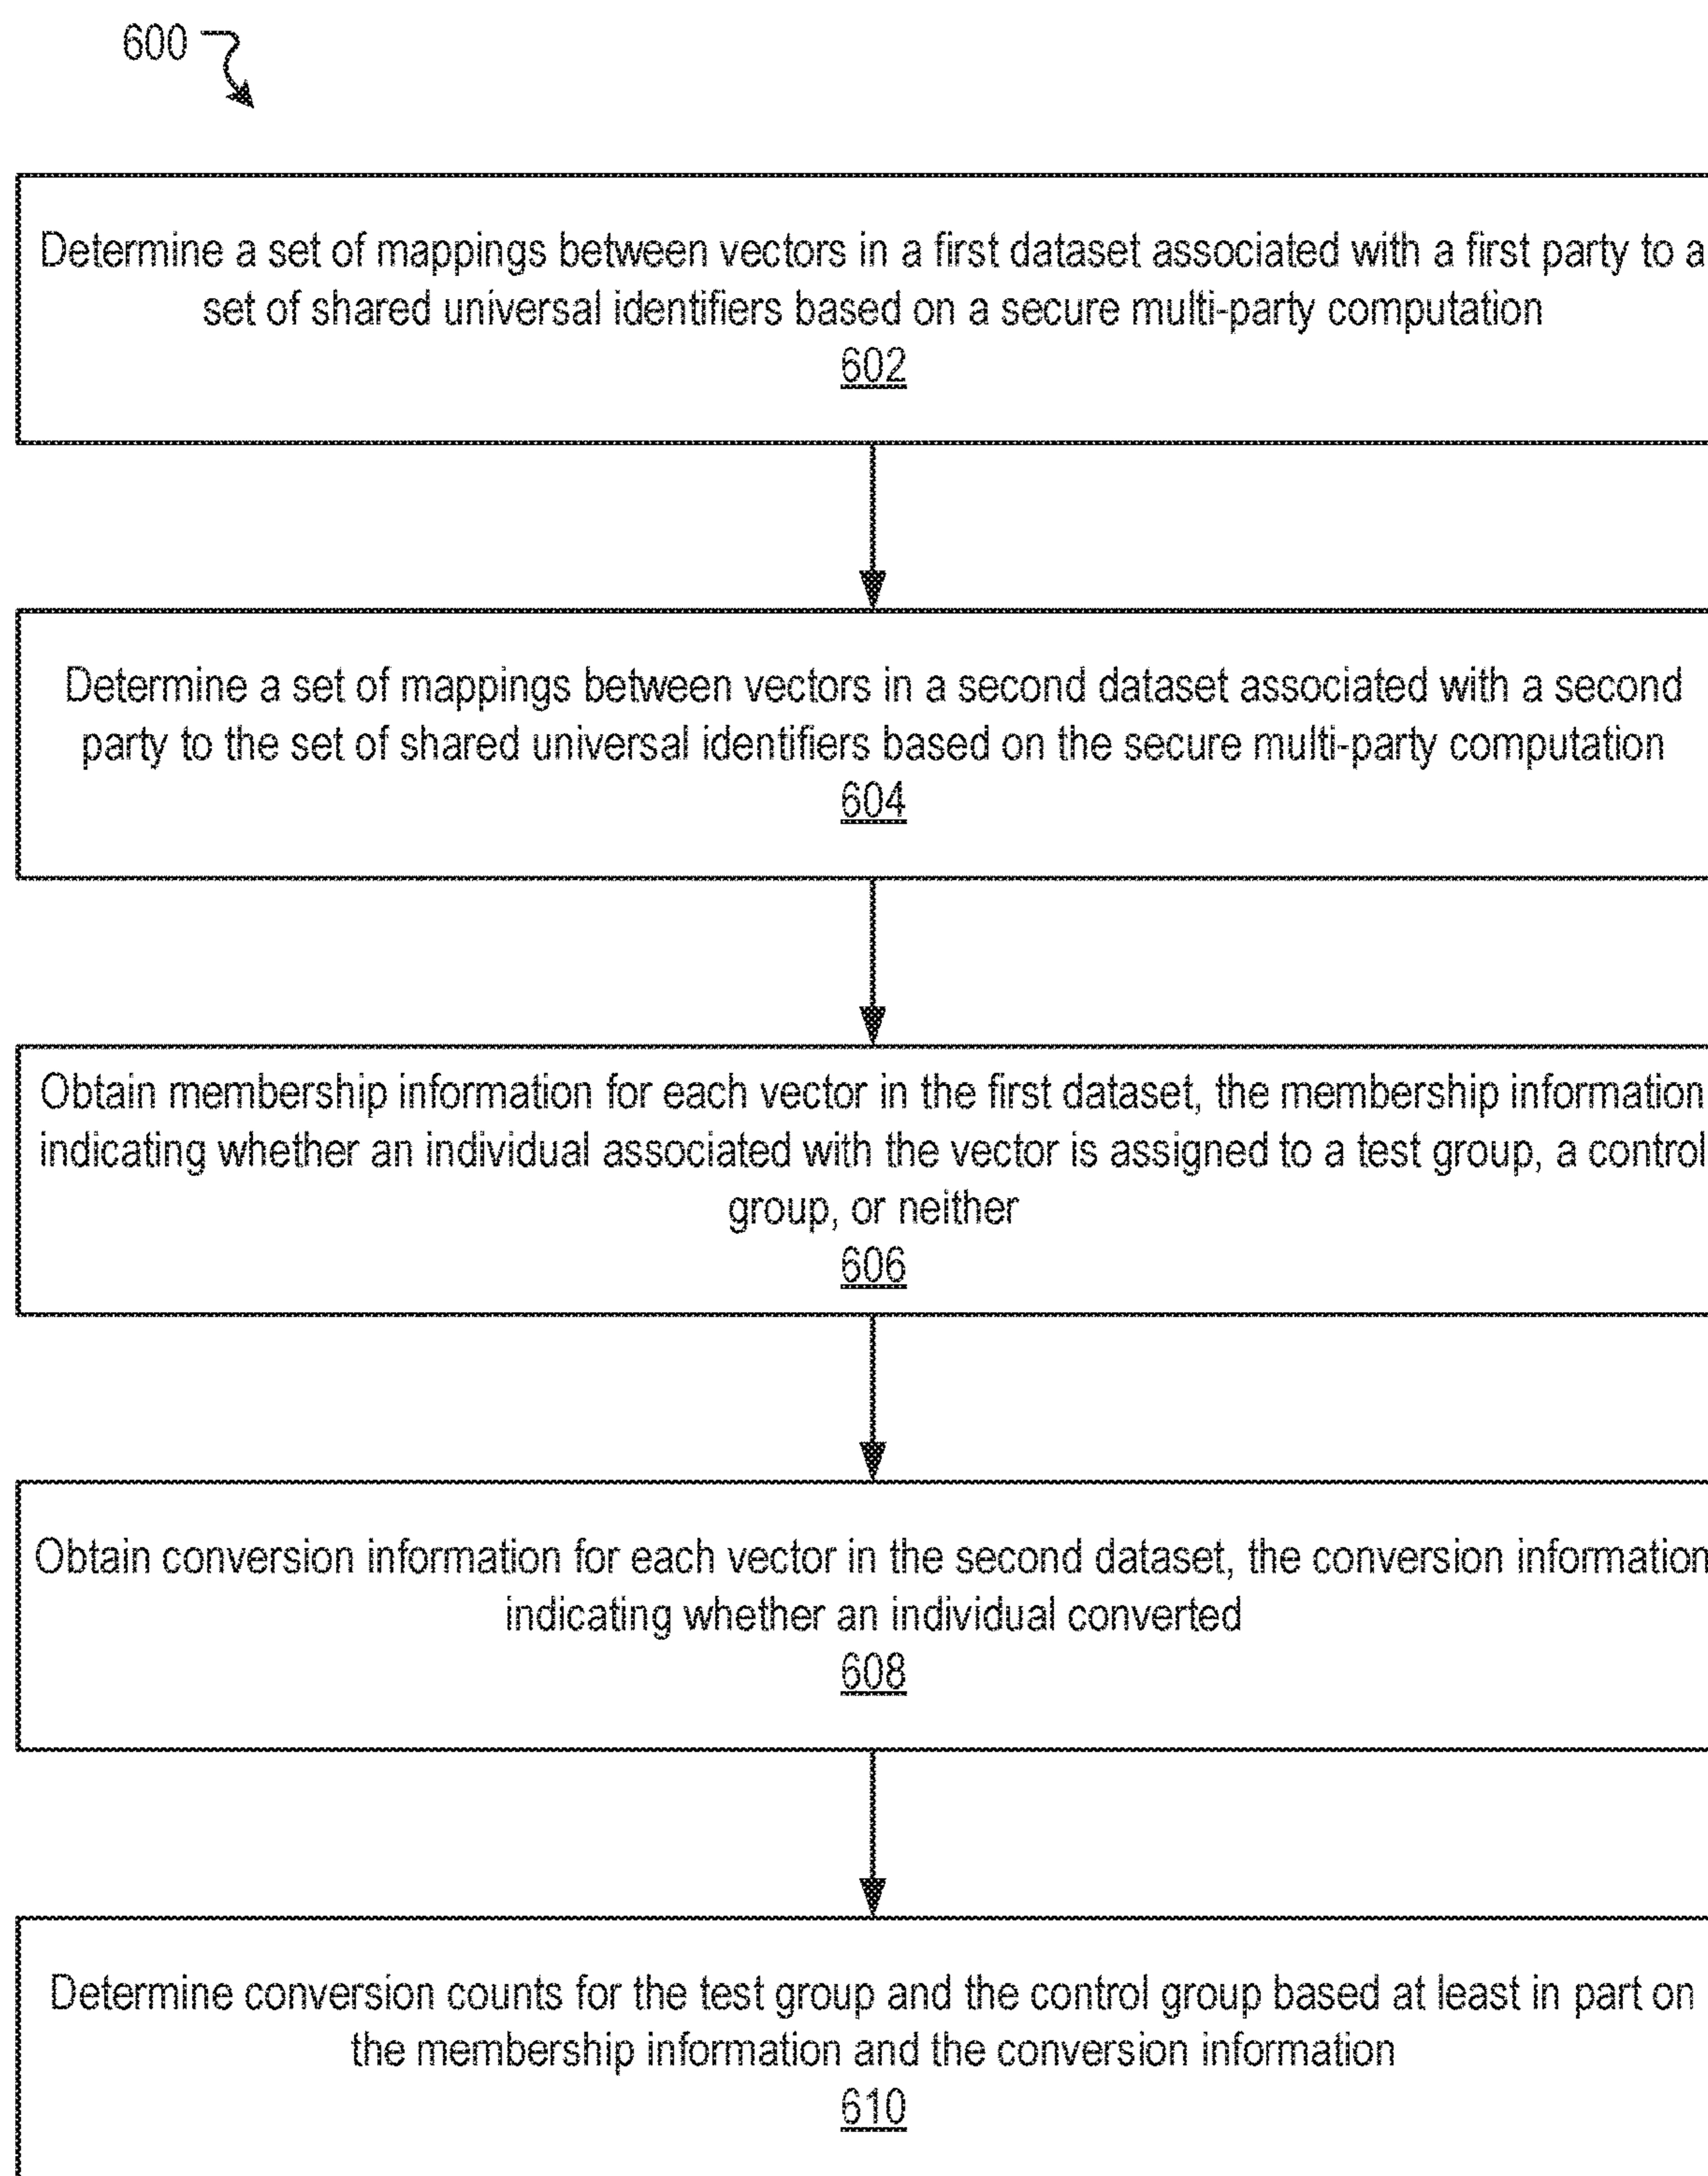 600
Determine a set of mappings between vectors in a first dataset associated with a first party to a
set of shared universal identifiers based on a secure multi-party computation
602
Determine a set of mappings between vectors in a second dataset associated with a second
party to the set of shared universal identifiers based on the secure multi-party computation
604
Obtain membership information for each vector in the first dataset, the membership information
indicating whether an individual associated with the vector is assigned to a test group, a control
group, or neither
606
Obtain conversion information for each vector in the second dataset, the conversion information
indicating whether an individual converted
608
Determine conversion counts for the test group and the control group based at least in part on
the membership information and the conversion information
610